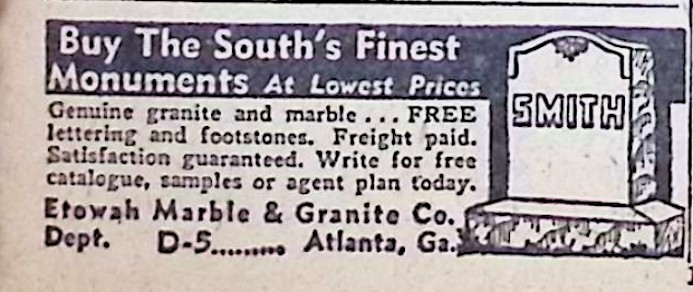 Buy The South's Finest
Monuments At Lowest Prices
Genuine granite and marble ... FREE
lettering and footstones. Freight paid.
Satisfaction guaranteed. Write for free
catalogue, samples or agent plan today.
Etowah Marble & Granite Co.
Dept. D-5......... Atlanta, Ga.
SMITH